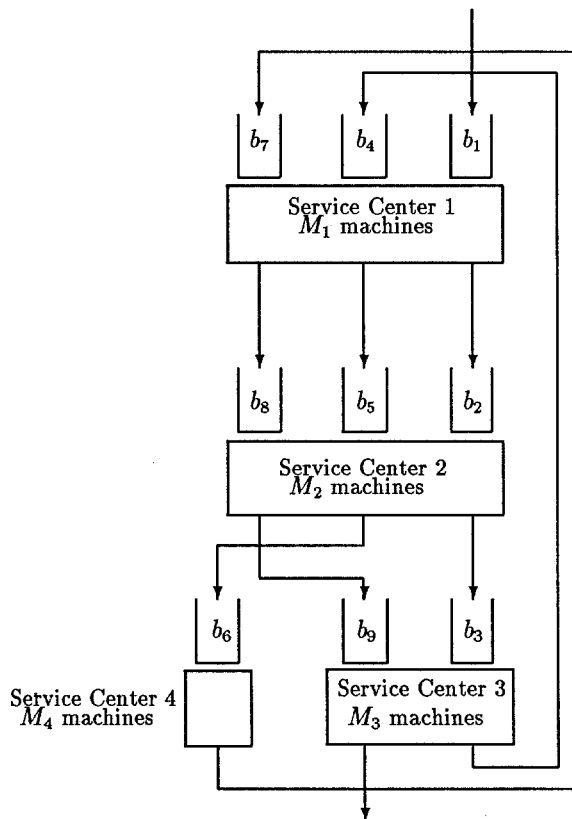 b7 b4 b1
Service Center 1
M1 machines
b8 b5 b2
Service Center 2
M2 machines
b6 b9 b3
Service Center 4
M4 machines
Service Center 3
M3 machines